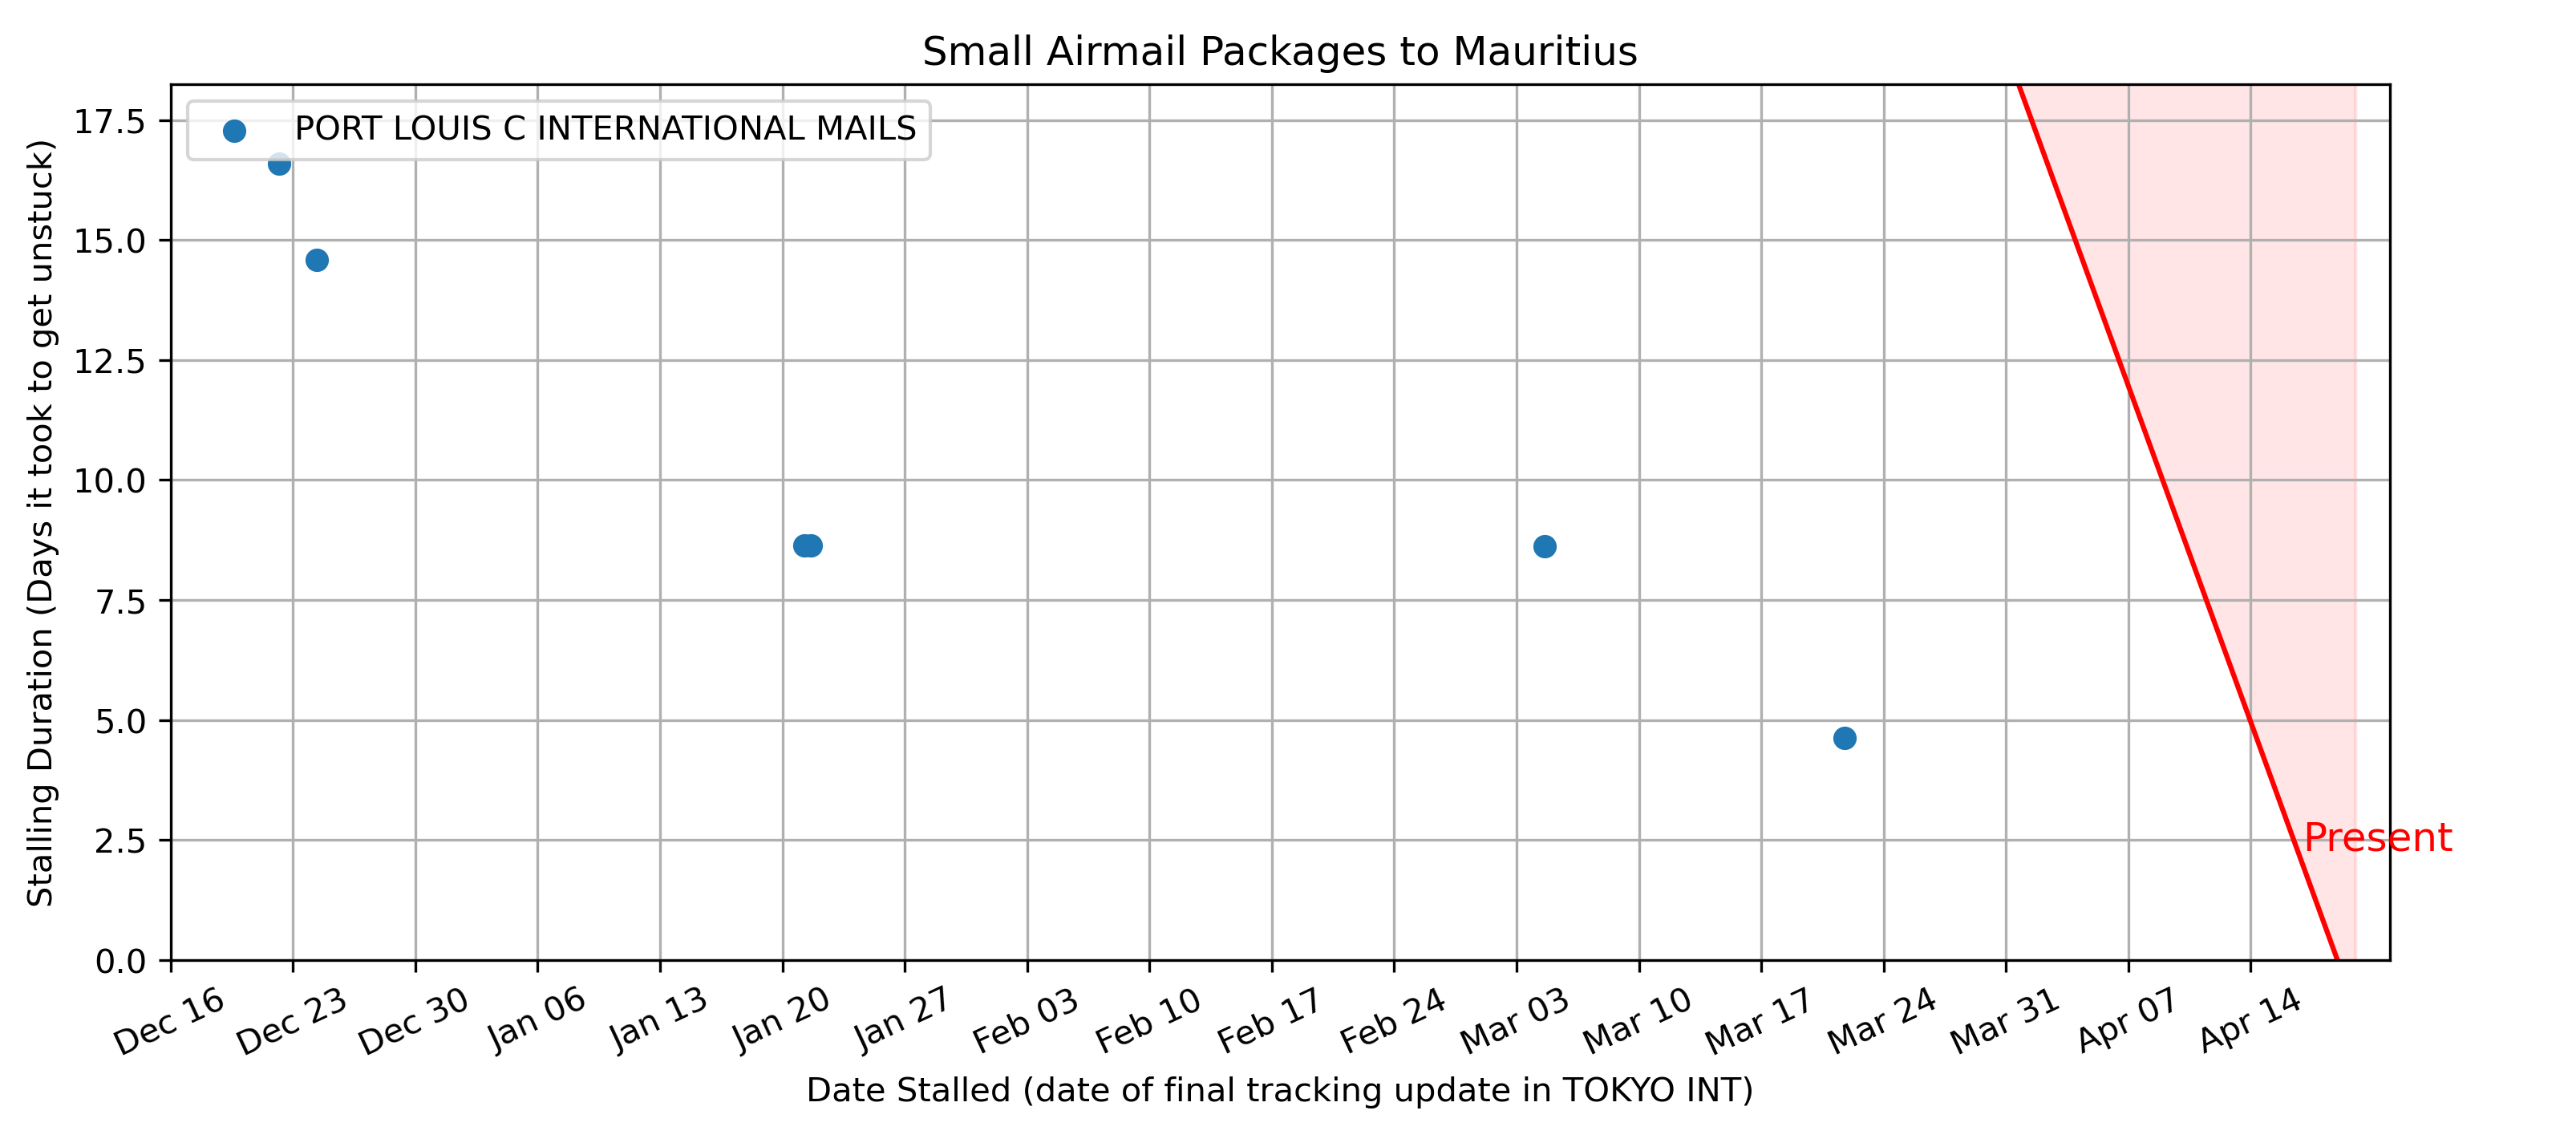 Small Airmail Packages to Mauritius
PORT LOUIS C INTERNATIONAL MAILS
Stalling Duration (Days it took to get unstuck)
17.5
15.0
12.5
10.0
7.5
5.0
2.5
0.0
Present
Dec 16
Dec 23
Dec 30
Jan 06
Jan 13
Jan 20
Jan 27
Feb 03
Feb 10
Feb 17
Feb 24
Mar 03
Mar 10
Mar 17
Mar 24
Mar 31
Apr 07
Apr 14
Date Stalled (date of final tracking update in TOKYO INT)